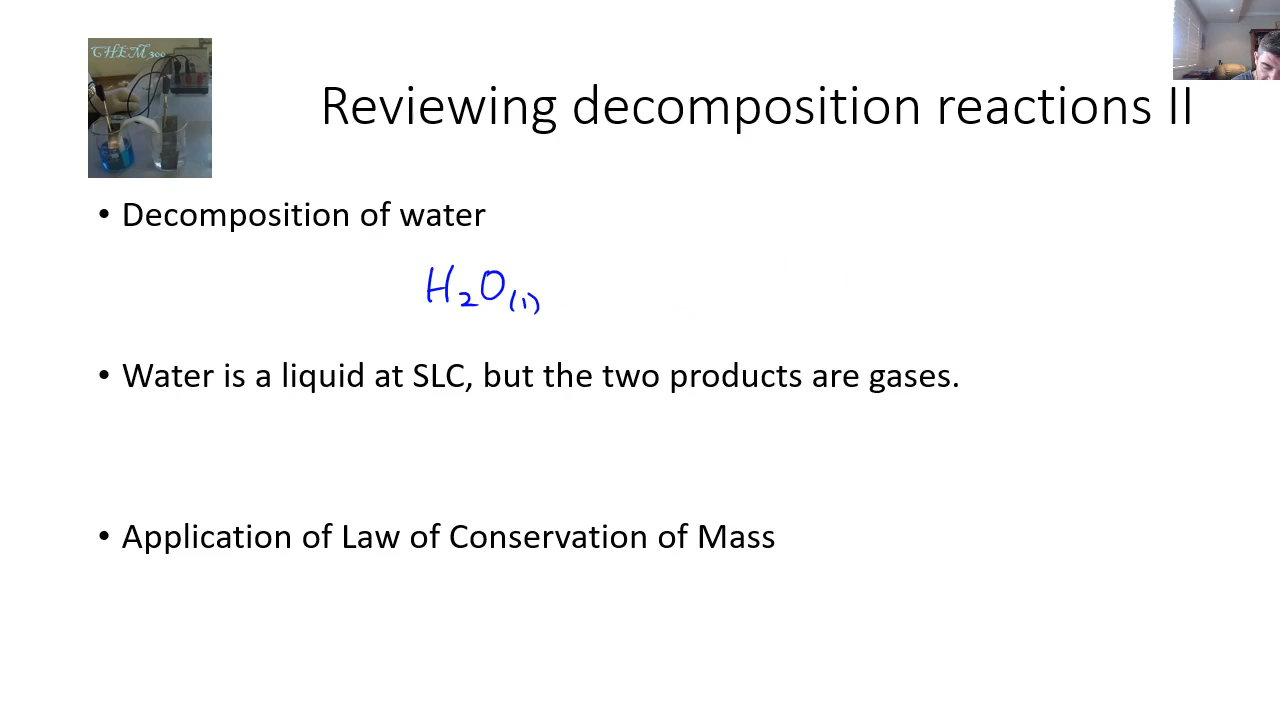 CHEM300
Reviewing decomposition reactions II
• Decomposition of water
H₂O₍ₗ₎
• Water is a liquid at SLC, but the two products are gases.
• Application of Law of Conservation of Mass